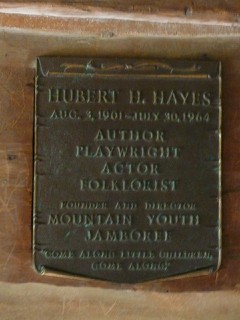 HUBERT H. HAYES
AUG. 3, 1901-JULY 30, 1964
AUTHOR
PLAYWRIGHT
ACTOR
FOLKLORIST
FOUNDER AND DIRECTOR
MOUNTAIN YOUTH
JAMBOREE
"COME ALONG LITTLE CHILDREN,
COME ALONG"